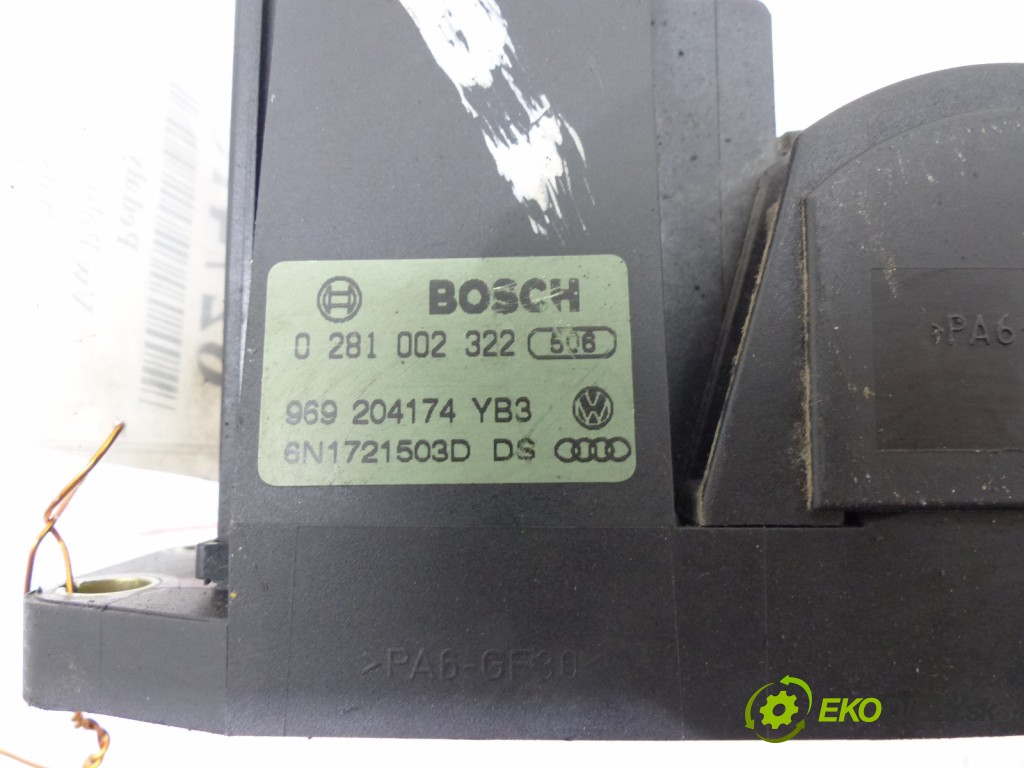 BOSCH
0 281 002 322 506
969 204174 YB3
6N1721503D DS
>PA6-GF30<
>PA6
EKO